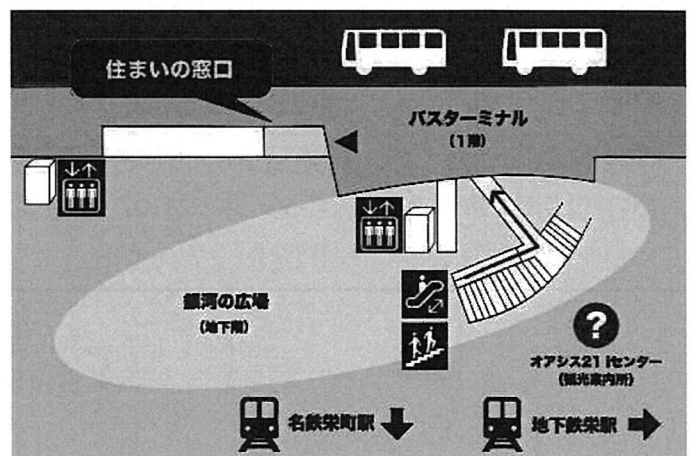 住まいの窓口
バスターミナル
(1階)
銀河の広場
(地下階)
?
オアシス21 iセンター
(観光案内所)
名鉄栄町駅
地下鉄栄駅